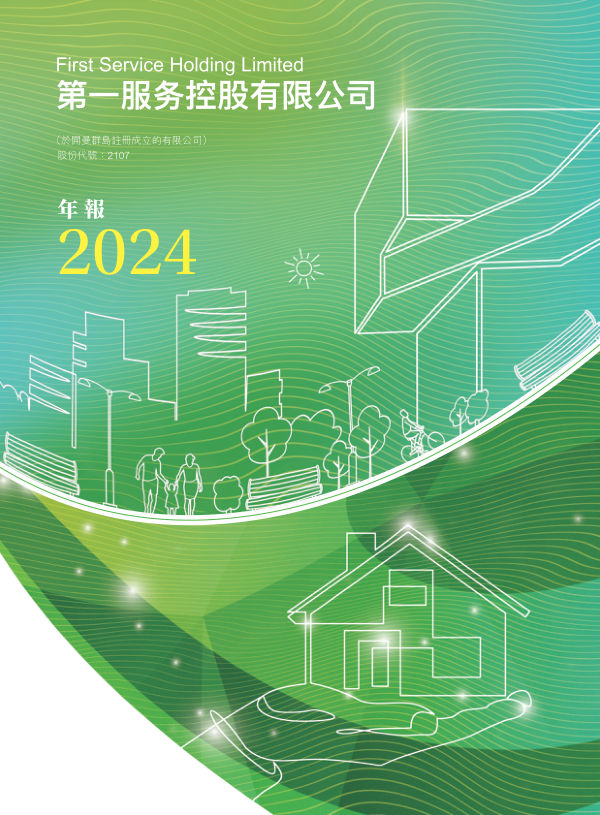 First Service Holding Limited
第一服务控股有限公司
（於開曼群島註冊成立的有限公司）
股份代號：2107
年報
2024